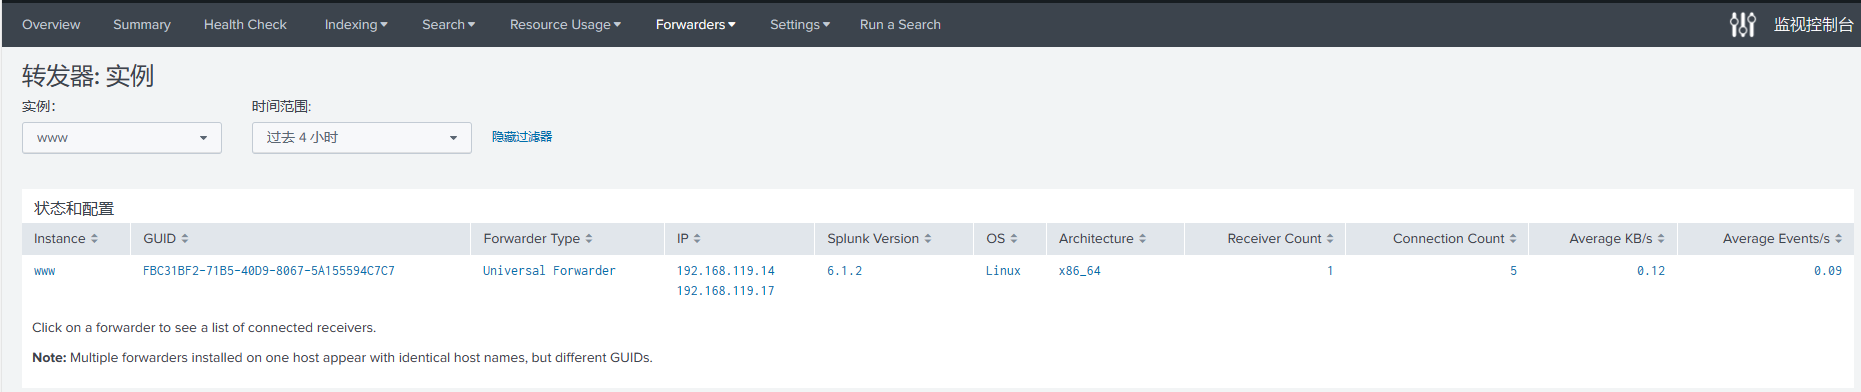 Overview Summary Health Check Indexing Search Resource Usage Forwarders Settings Run a Search 监视控制台
转发器: 实例
实例: 时间范围:
www 过去 4 小时 隐藏过滤器
状态和配置
Instance GUID Forwarder Type IP Splunk Version OS Architecture Receiver Count Connection Count Average KB/s Average Events/s
www FBC31BF2-71B5-40D9-8067-5A155594C7C7 Universal Forwarder 192.168.119.14 6.1.2 Linux x86_64 1 5 0.12 0.09
192.168.119.17
Click on a forwarder to see a list of connected receivers.
Note: Multiple forwarders installed on one host appear with identical host names, but different GUIDs.